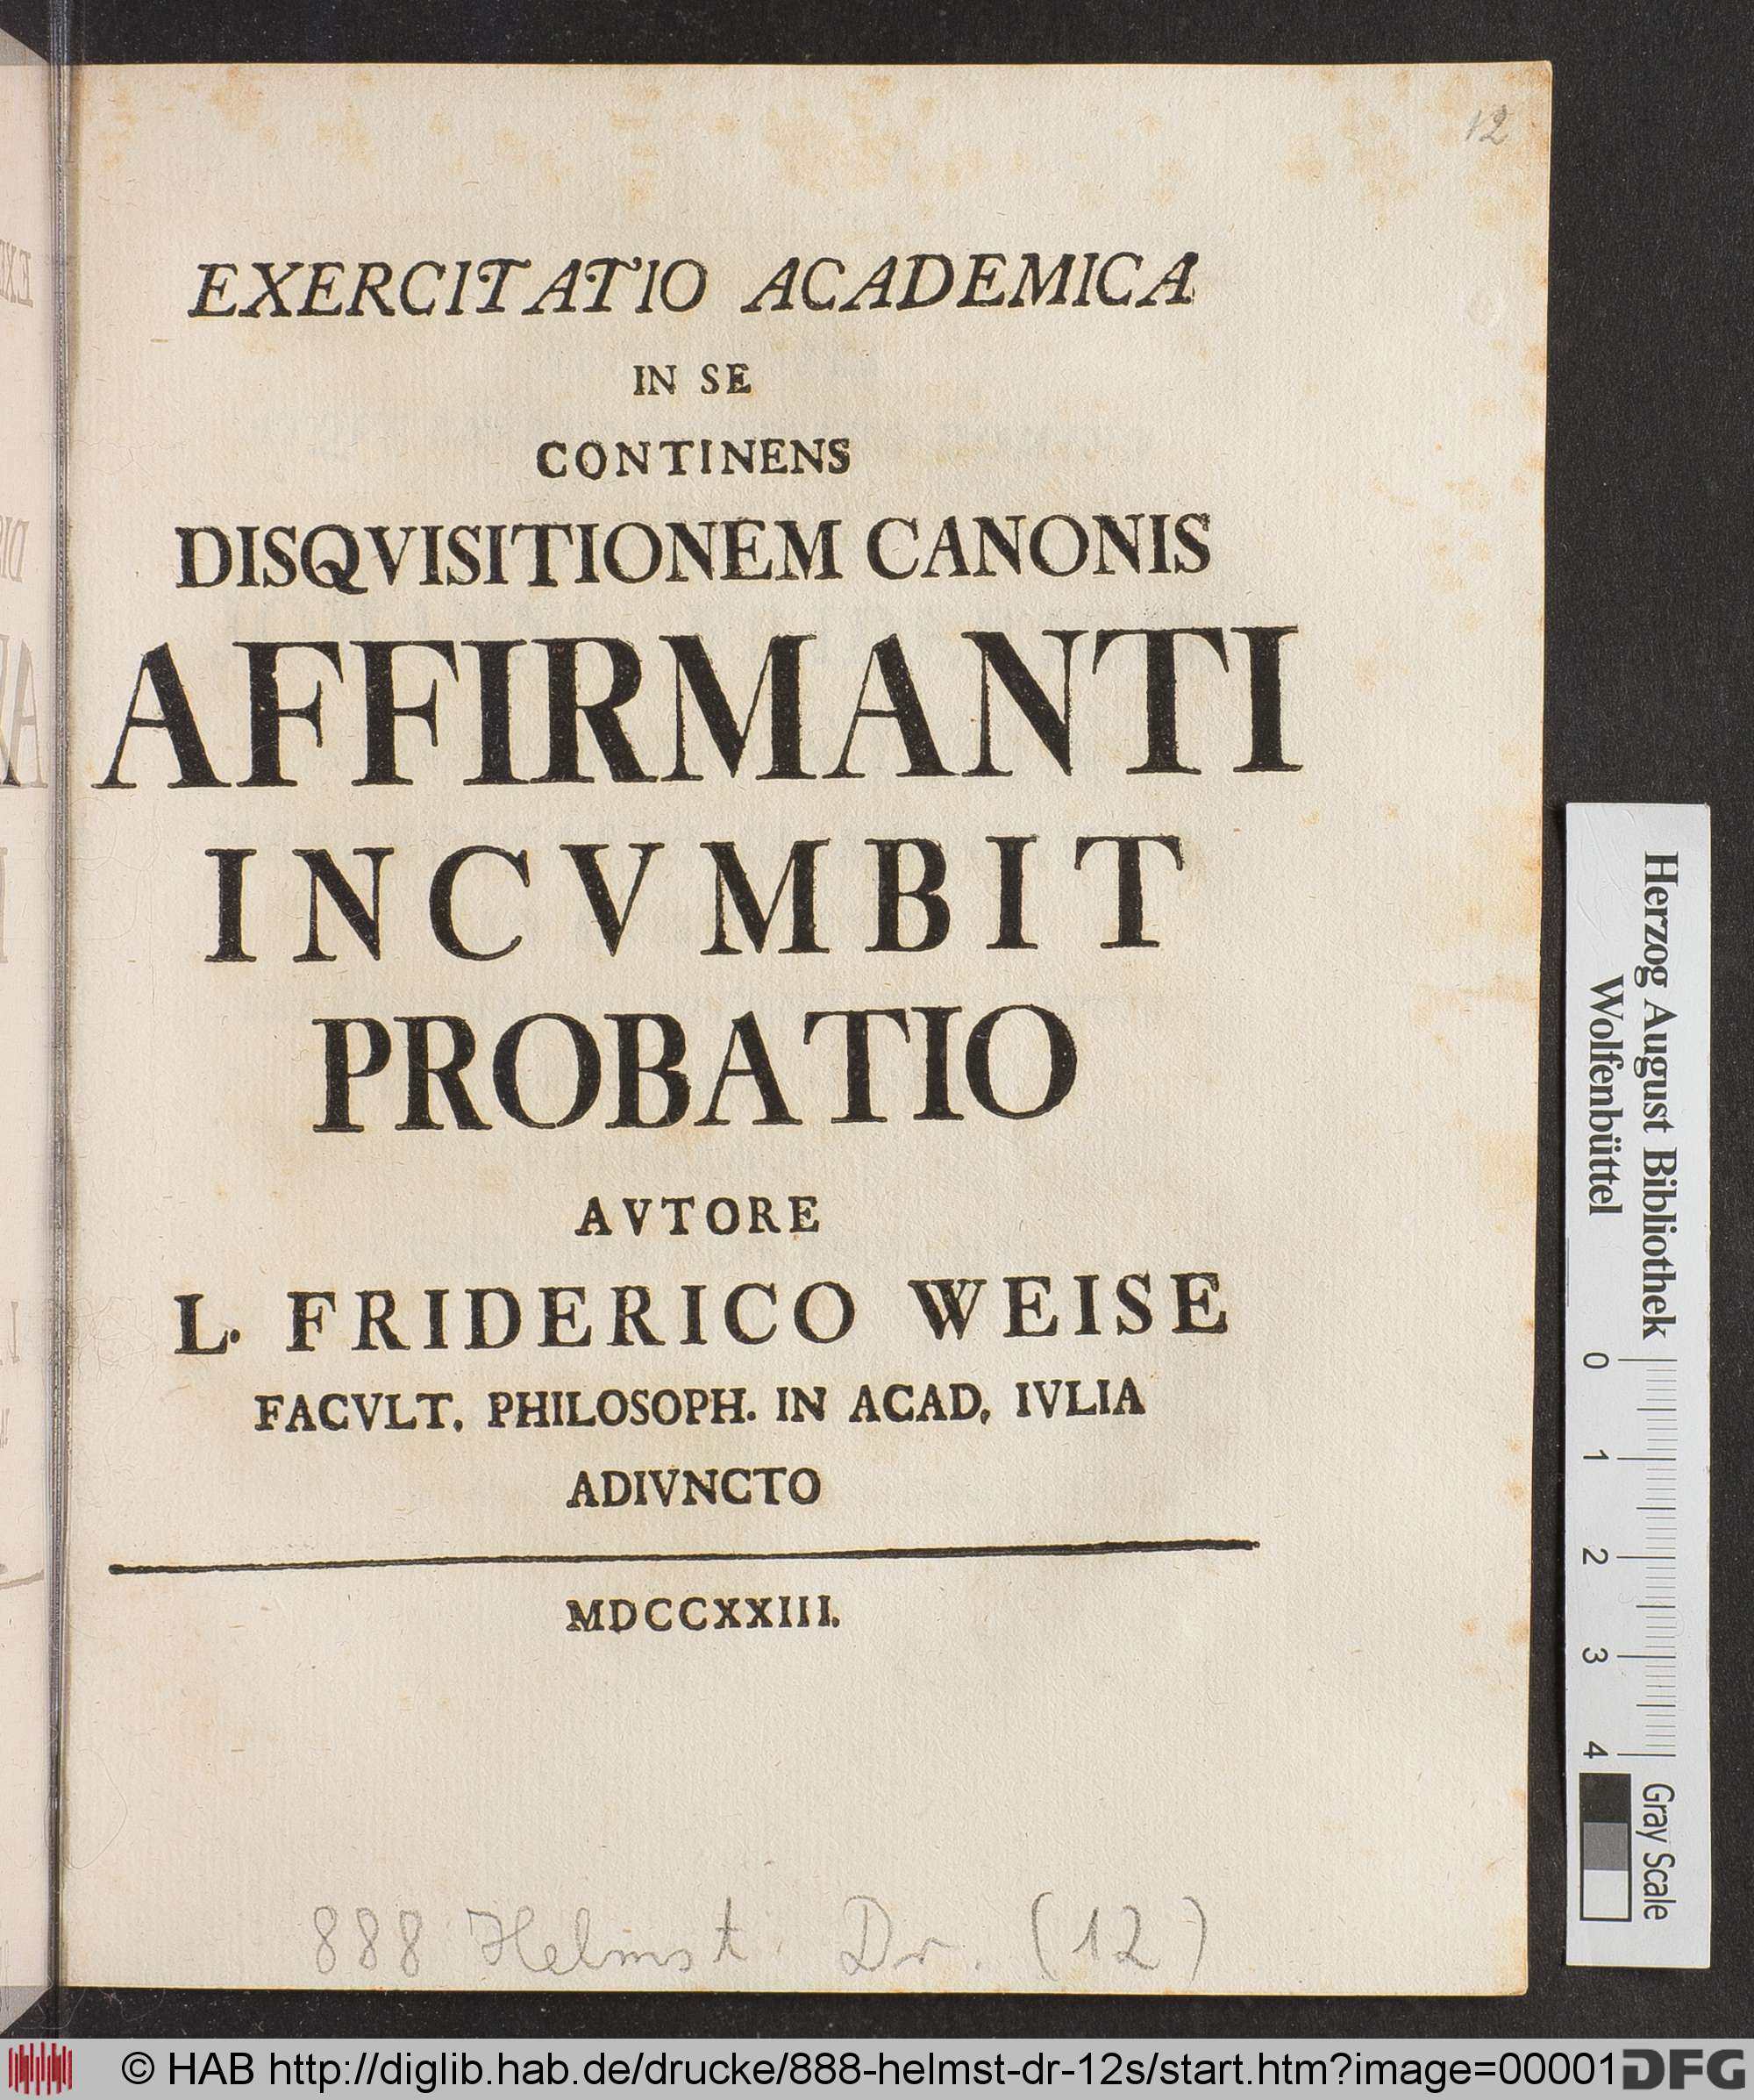 12
EXERCITATIO ACADEMICA
IN SE
CONTINENS
DISQVISITIONEM CANONIS
AFFIRMANTI
INCVMBIT
PROBATIO
AVTORE
L. FRIDERICO WEISE
FACVLT. PHILOSOPH. IN ACAD. IVLIA
ADIVNCTO
MDCCXXIII.
888 Helmst. Dr. (12)
Herzog August Bibliothek
Wolfenbüttel
0 1 2 3 4
Gray Scale
© HAB http://diglib.hab.de/drucke/888-helmst-dr-12s/start.htm?image=00001
DFG